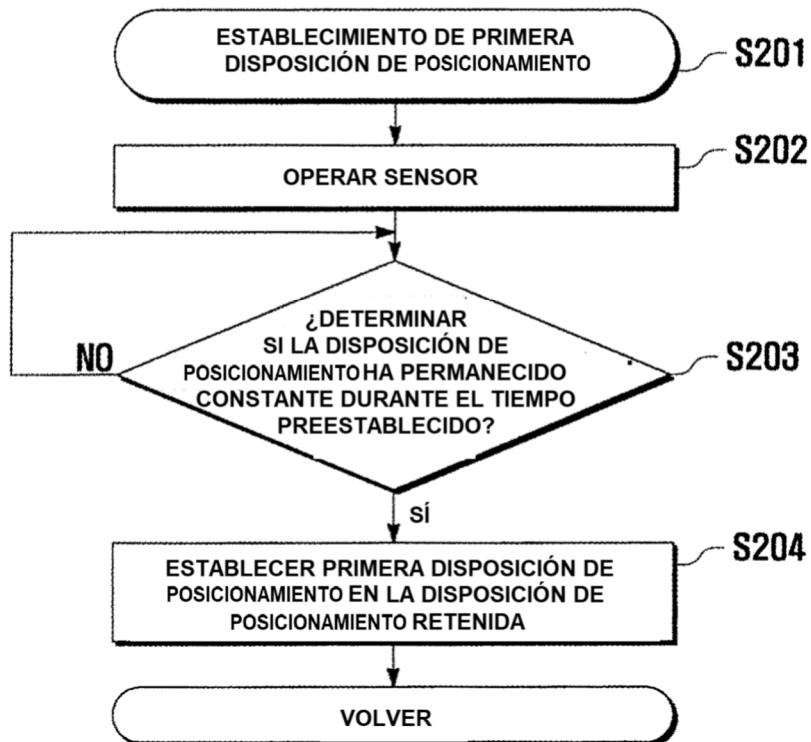 ESTABLECIMIENTO DE PRIMERA
DISPOSICIÓN DE POSICIONAMIENTO
S201
S202
OPERAR SENSOR
¿DETERMINAR
SI LA DISPOSICIÓN DE
POSICIONAMIENTO HA PERMANECIDO
CONSTANTE DURANTE EL TIEMPO
PREESTABLECIDO?
NO
S203
SÍ
S204
ESTABLECER PRIMERA DISPOSICIÓN DE
POSICIONAMIENTO EN LA DISPOSICIÓN DE
POSICIONAMIENTO RETENIDA
VOLVER